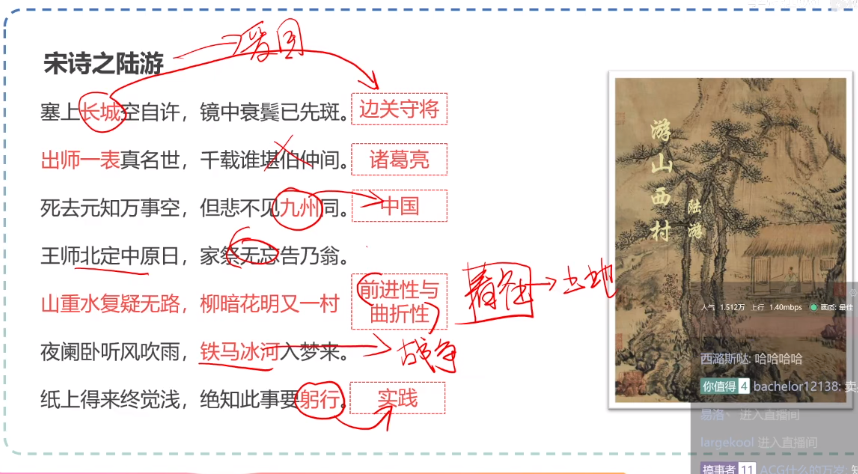 宋诗之陆游
爱国
塞上长城空自许，镜中衰鬓已先斑。 边关守将
出师一表真名世，千载谁堪伯仲间。 诸葛亮
死去元知万事空，但悲不见九州同。 中国
王师北定中原日，家祭无忘告乃翁。
山重水复疑无路，柳暗花明又一村 前进性与
曲折性
春社 土地
夜阑卧听风吹雨，铁马冰河入梦来。 战争
纸上得来终觉浅，绝知此事要躬行。 实践
游山西村
陆游
人气 1.512万 上行 1.40mbps
西潞斯哒: 哈哈哈哈
你值得 4 bachelor12138: 卖
进入直播间
largekool 进入直播间
搞事者 11